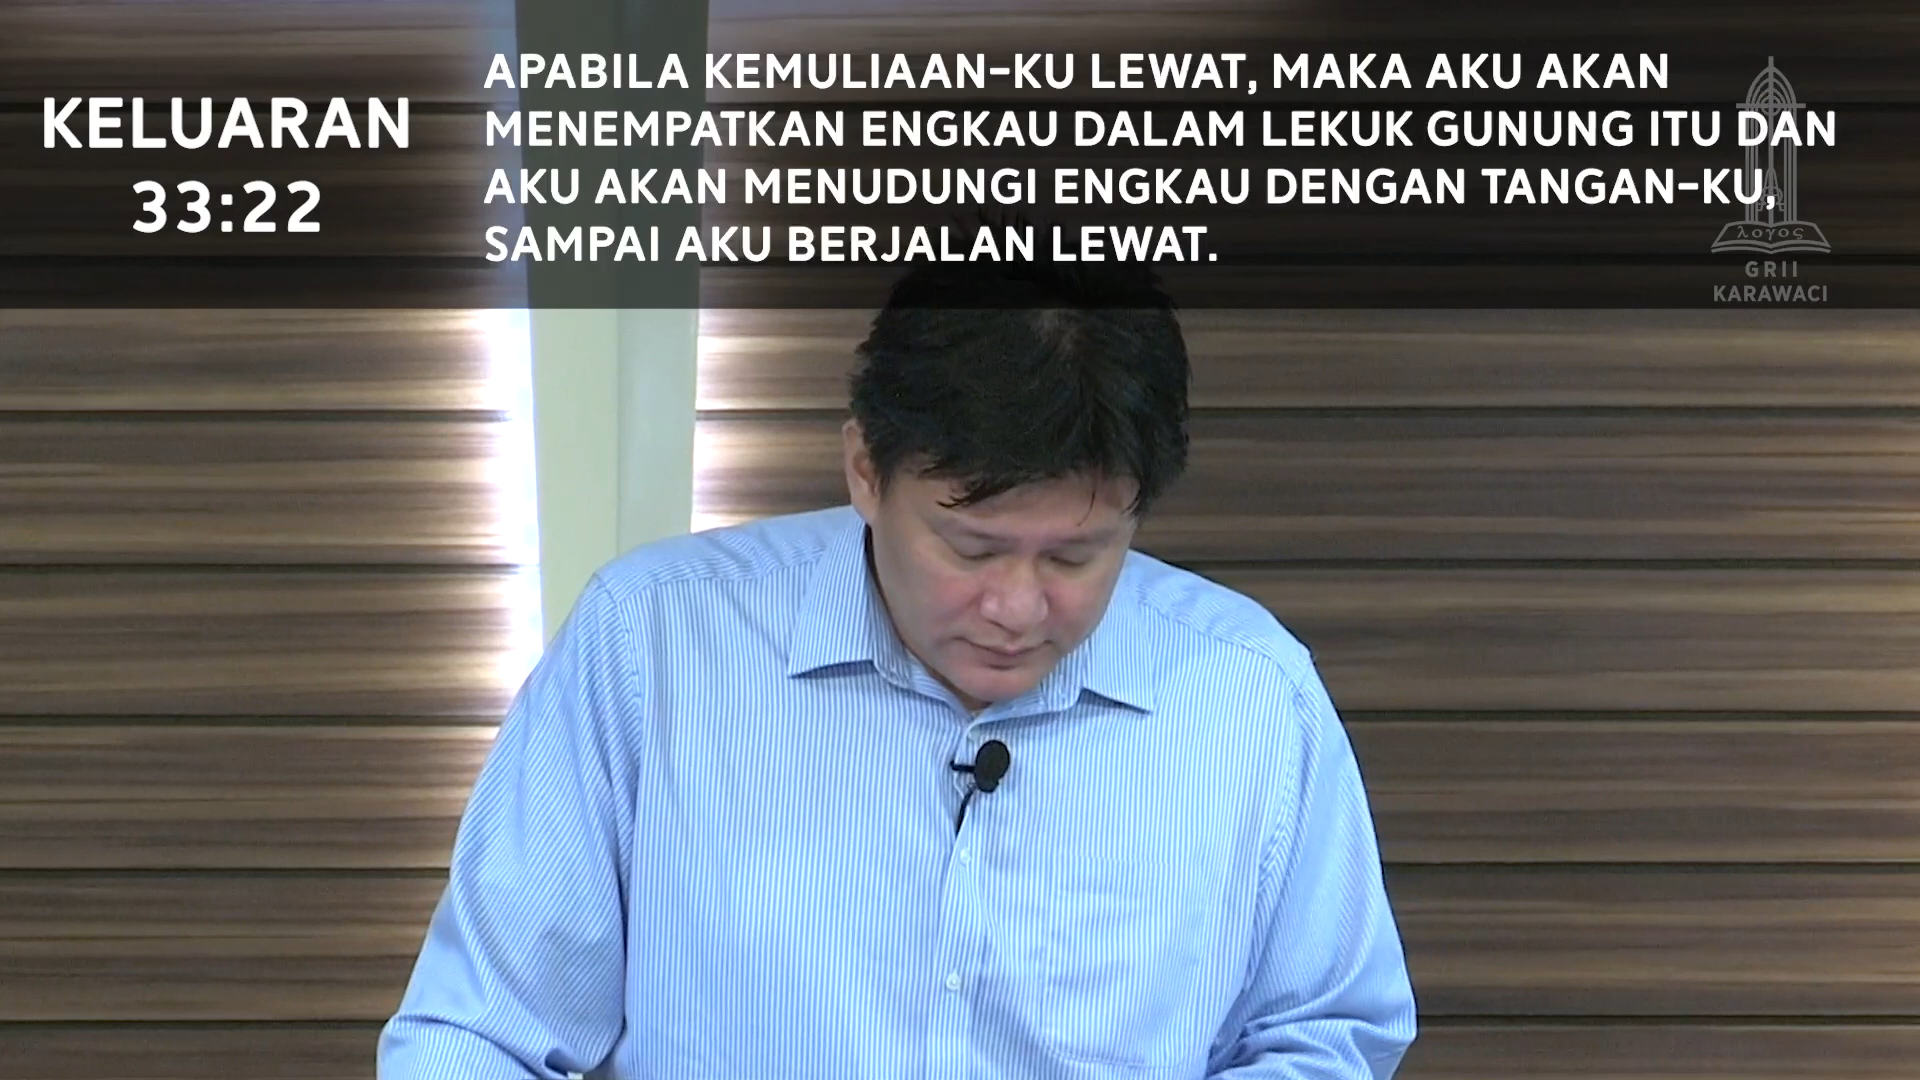 KELUARAN
33:22
APABILA KEMULIAAN-KU LEWAT, MAKA AKU AKAN
MENEMPATKAN ENGKAU DALAM LEKUK GUNUNG ITU DAN
AKU AKAN MENUDUNGI ENGKAU DENGAN TANGAN-KU,
SAMPAI AKU BERJALAN LEWAT.
λογος
GRII
KARAWACI